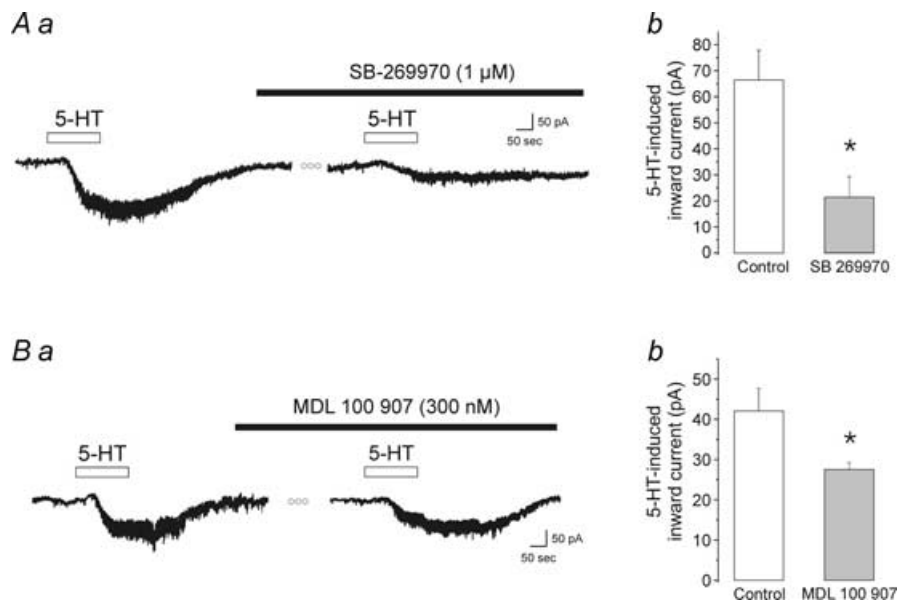 A a
SB-269970 (1 µM)
5-HT
5-HT
50 pA
50 sec
b
5-HT-induced
inward current (pA)
80
70
60
50
40
30
20
10
0
*
Control
SB 269970
B a
MDL 100 907 (300 nM)
5-HT
5-HT
50 pA
50 sec
b
5-HT-induced
inward current (pA)
50
40
30
20
10
0
*
Control
MDL 100 907